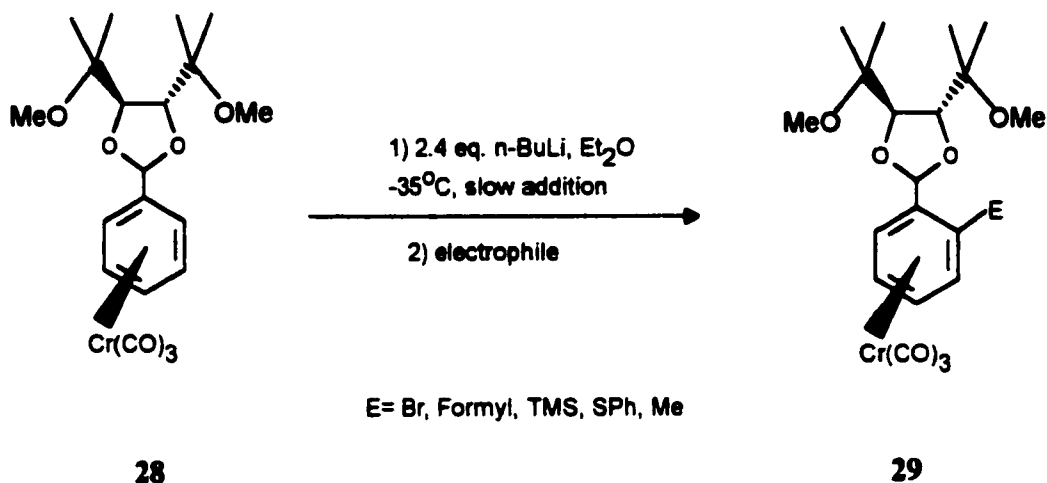 MeO
OMe
O
O
Cr(CO)3
28
1) 2.4 eq. n-BuLi, Et2O
-35°C, slow addition
2) electrophile
E= Br, Formyl, TMS, SPh, Me
MeO
OMe
O
O
E
Cr(CO)3
29